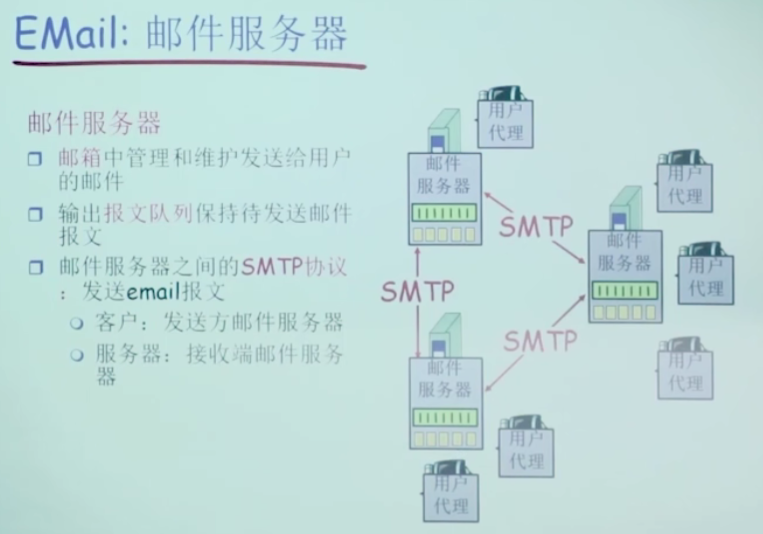 EMail: 邮件服务器
邮件服务器
邮箱中管理和维护发送给用户
的邮件
输出报文队列保持待发送邮件
报文
邮件服务器之间的SMTP协议
：发送email报文
客户：发送方邮件服务器
服务器：接收端邮件服务
器
用户
代理
邮件
服务器
用户
代理
SMTP
邮件
服务器
用户
代理
SMTP
SMTP
用户
代理
邮件
服务器
用户
代理
用户
代理